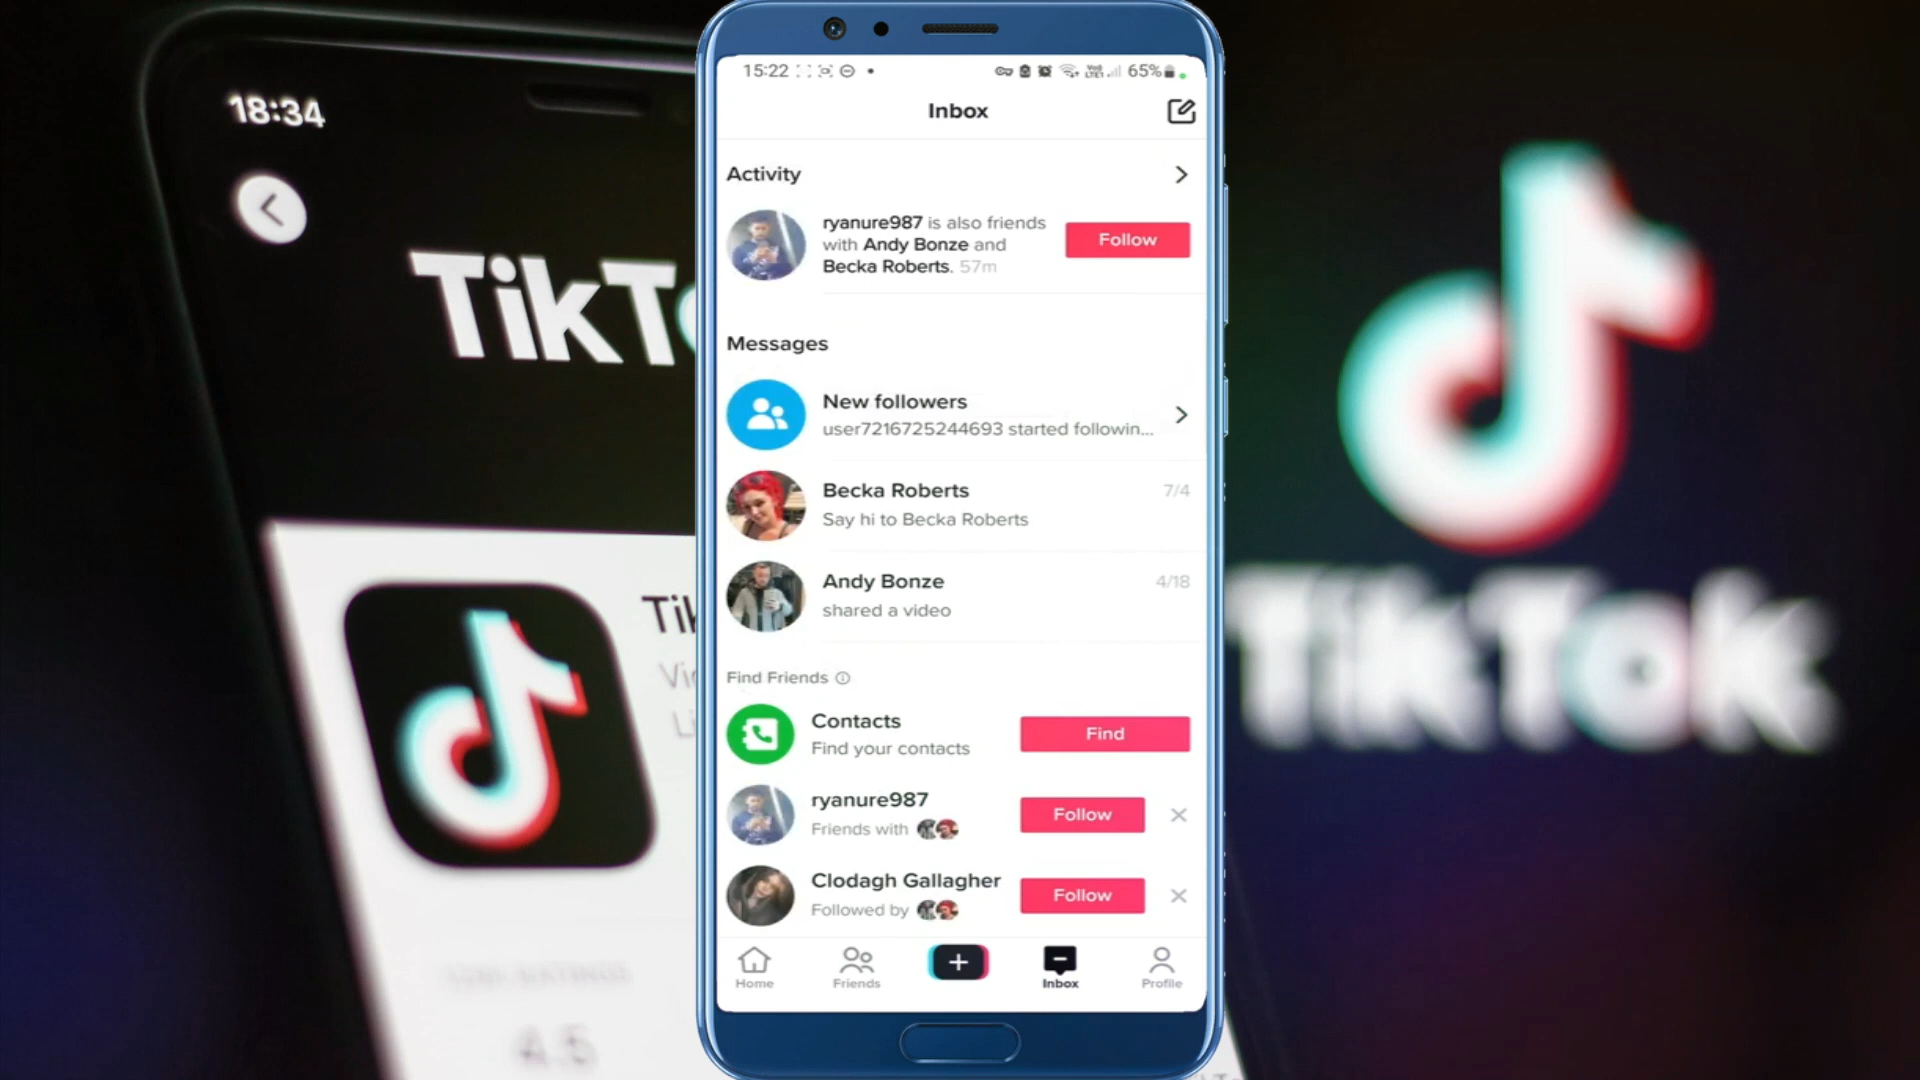 18:34
TikT
Tik
4.5
15:22
65%
Inbox
Activity
ryanure987 is also friends
with Andy Bonze and
Becka Roberts. 57m
Follow
Messages
New followers
user7216725244693 started followin...
Becka Roberts
7/4
Say hi to Becka Roberts
Andy Bonze
4/18
shared a video
Find Friends
Contacts
Find your contacts
Find
ryanure987
Friends with
Follow
Clodagh Gallagher
Followed by
Follow
Home
Friends
Inbox
Profile
TikTok